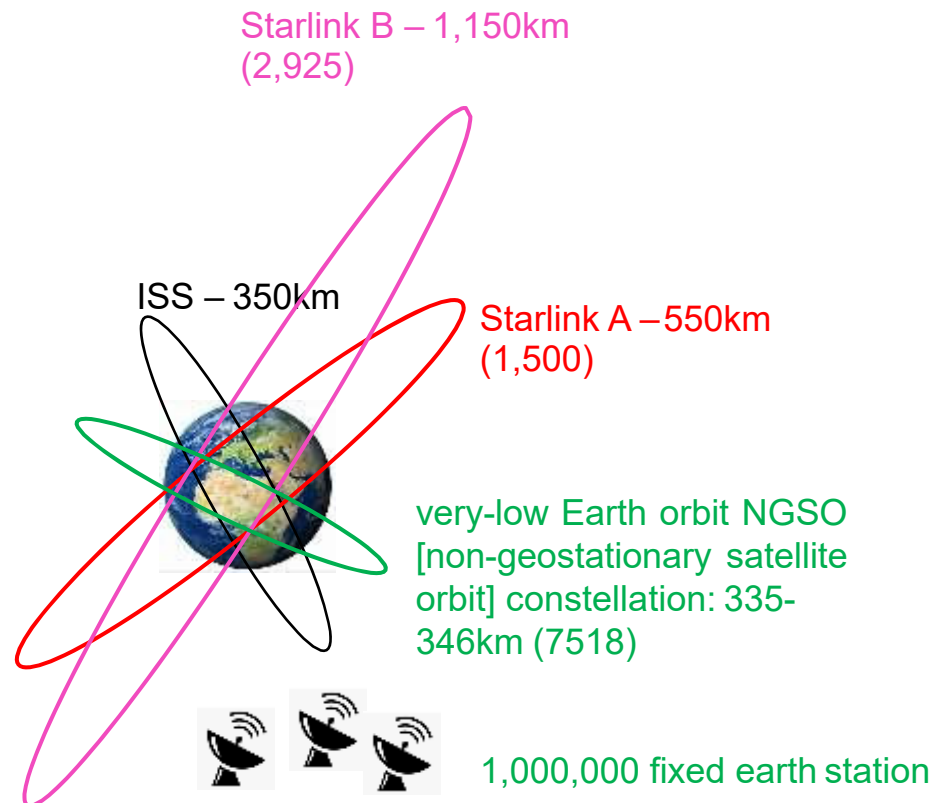 Starlink B – 1,150km
(2,925)
ISS – 350km
Starlink A –550km
(1,500)
very-low Earth orbit NGSO
[non-geostationary satellite
orbit] constellation: 335-
346km (7518)
1,000,000 fixed earth station